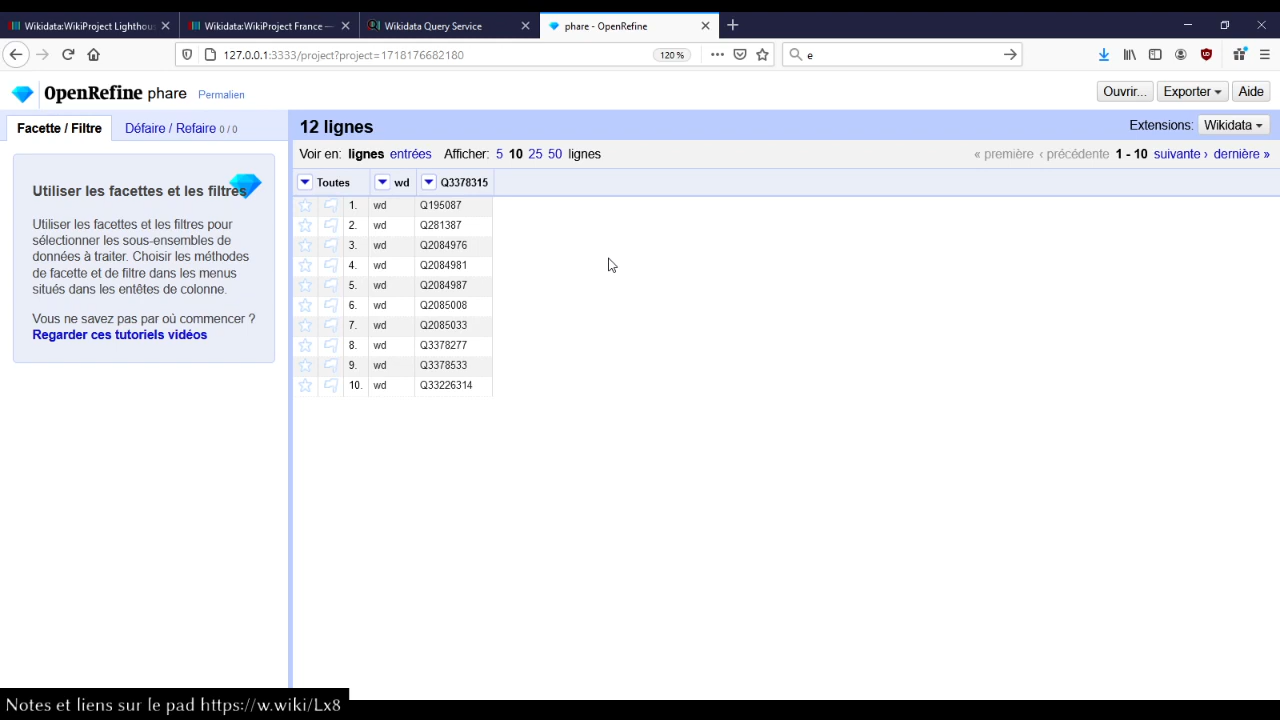 Wikidata:WikiProject Lighthou
Wikidata:WikiProject France —
Wikidata Query Service
phare - OpenRefine
127.0.0.1:3333/project?project=1718176682180
120 %
e
OpenRefine phare Permalien
Ouvrir... Exporter Aide
Facette / Filtre Défaire / Refaire 0 / 0
12 lignes
Extensions: Wikidata
Voir en: lignes entrées Afficher: 5 10 25 50 lignes
« première ‹ précédente 1 - 10 suivante › dernière »
Utiliser les facettes et les filtres
Utiliser les facettes et les filtres pour
sélectionner les sous-ensembles de
données à traiter. Choisir les méthodes
de facette et de filtre dans les menus
situés dans les entêtes de colonne.
Vous ne savez pas par où commencer ?
Regarder ces tutoriels vidéos
Toutes wd Q3378315
1. wd Q195087
2. wd Q281387
3. wd Q2084976
4. wd Q2084981
5. wd Q2084987
6. wd Q2085008
7. wd Q2085033
8. wd Q3378277
9. wd Q3378533
10. wd Q33226314
Notes et liens sur le pad https://w.wiki/Lx8